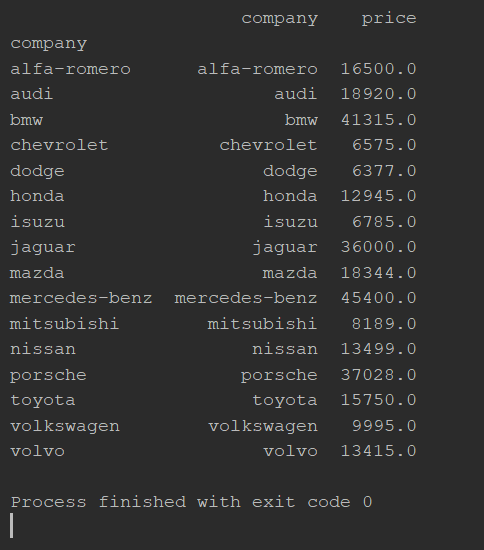 company price
company
alfa-romero alfa-romero 16500.0
audi audi 18920.0
bmw bmw 41315.0
chevrolet chevrolet 6575.0
dodge dodge 6377.0
honda honda 12945.0
isuzu isuzu 6785.0
jaguar jaguar 36000.0
mazda mazda 18344.0
mercedes-benz mercedes-benz 45400.0
mitsubishi mitsubishi 8189.0
nissan nissan 13499.0
porsche porsche 37028.0
toyota toyota 15750.0
volkswagen volkswagen 9995.0
volvo volvo 13415.0
Process finished with exit code 0